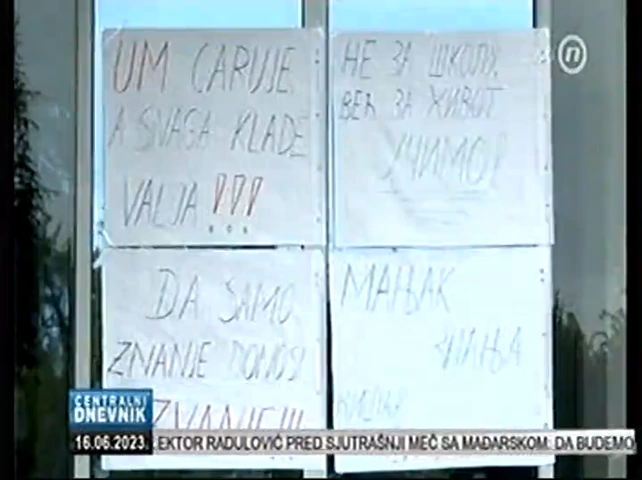 UM CARUJE
A SNAGA KLADE
VALJA !!!
НЕ ЗА ШКОЛУ,
ВЕЋ ЗА ЖИВОТ
УЧИМО!
DA SAMO
ZNANJE DONOSI
ZVANJE!!!
МАЊАК
ЗНАЊА
CENTRALNI
DNEVNIK
16.06.2023.
EKTOR RADULOVIĆ PRED SJUTRAŠNJI MEČ SA MAĐARSKOM: DA BUDEMO